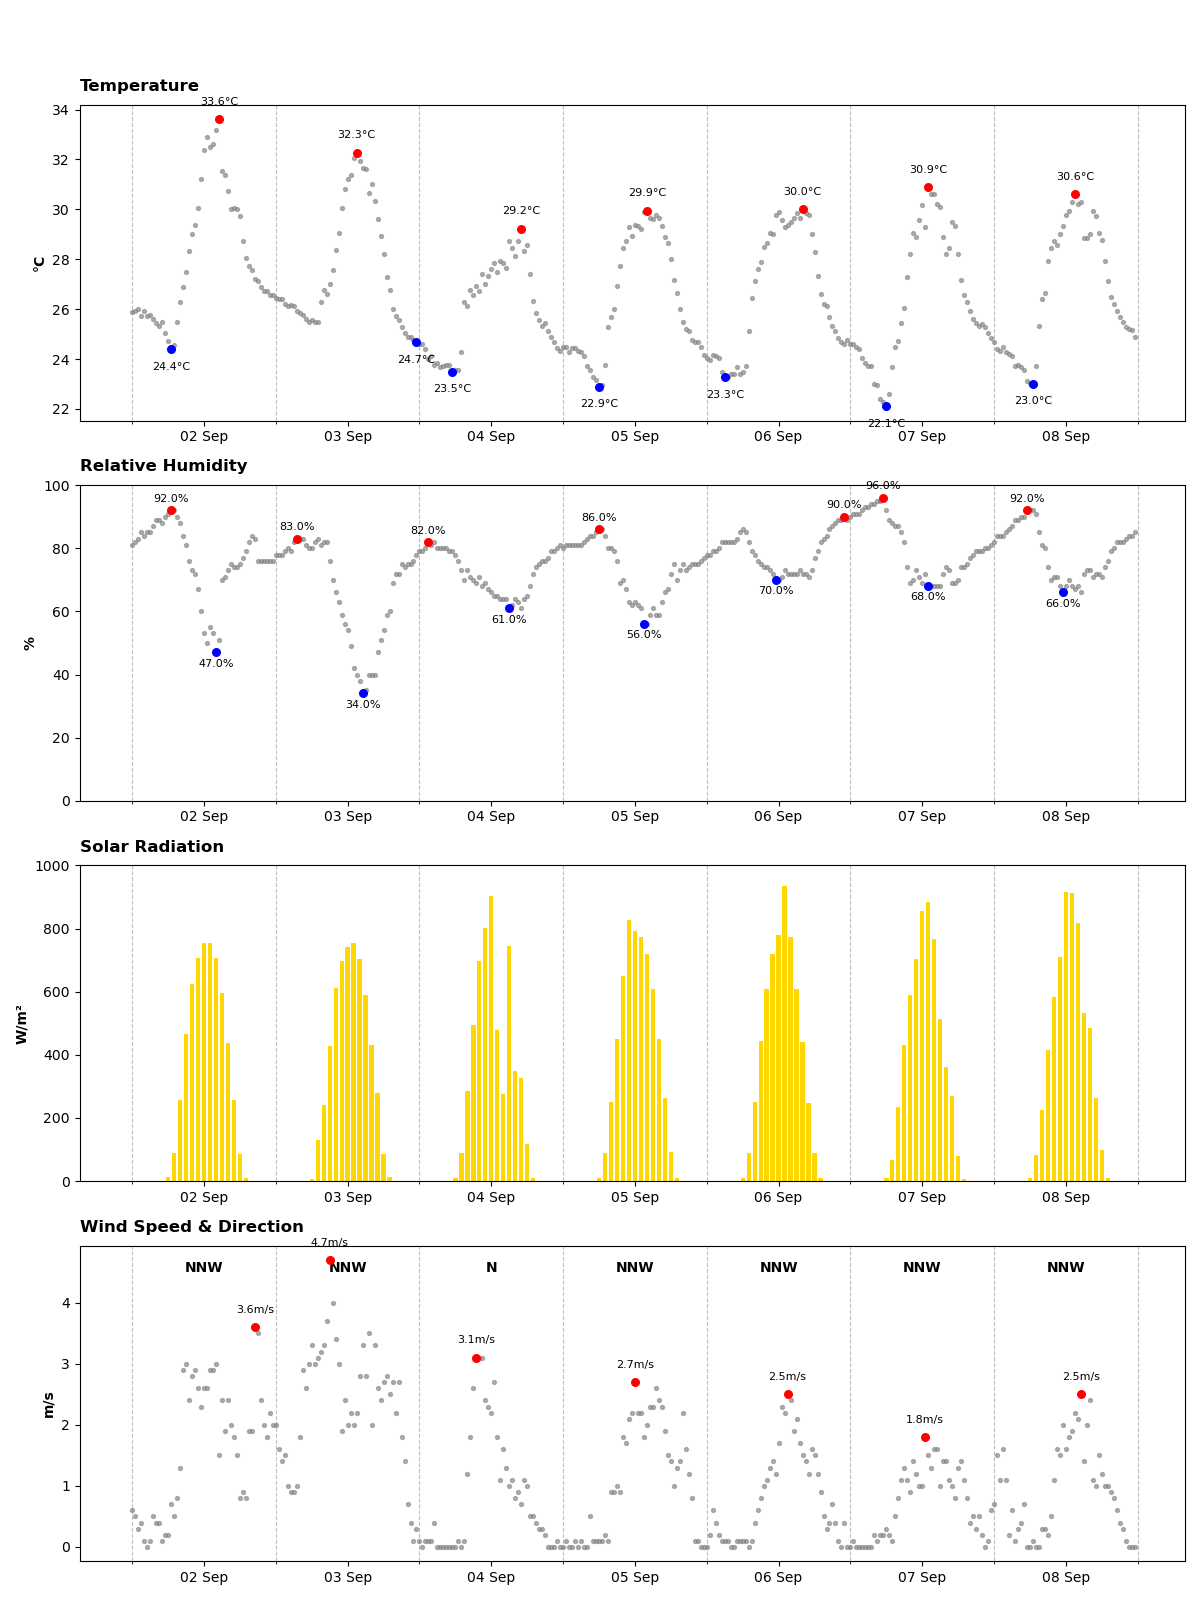 Temperature
33.6°C
32.3°C
29.2°C
29.9°C
30.0°C
30.9°C
30.6°C
24.4°C
24.7°C
23.5°C
22.9°C
23.3°C
22.1°C
23.0°C
°C
34
32
30
28
26
24
22
02 Sep
03 Sep
04 Sep
05 Sep
06 Sep
07 Sep
08 Sep
Relative Humidity
92.0%
83.0%
82.0%
86.0%
90.0%
96.0%
92.0%
47.0%
34.0%
61.0%
56.0%
70.0%
68.0%
66.0%
%
100
80
60
40
20
0
02 Sep
03 Sep
04 Sep
05 Sep
06 Sep
07 Sep
08 Sep
Solar Radiation
W/m²
1000
800
600
400
200
0
02 Sep
03 Sep
04 Sep
05 Sep
06 Sep
07 Sep
08 Sep
Wind Speed & Direction
4.7m/s
NNW
NNW
N
NNW
NNW
NNW
NNW
3.6m/s
3.1m/s
2.7m/s
2.5m/s
1.8m/s
2.5m/s
m/s
4
3
2
1
0
02 Sep
03 Sep
04 Sep
05 Sep
06 Sep
07 Sep
08 Sep